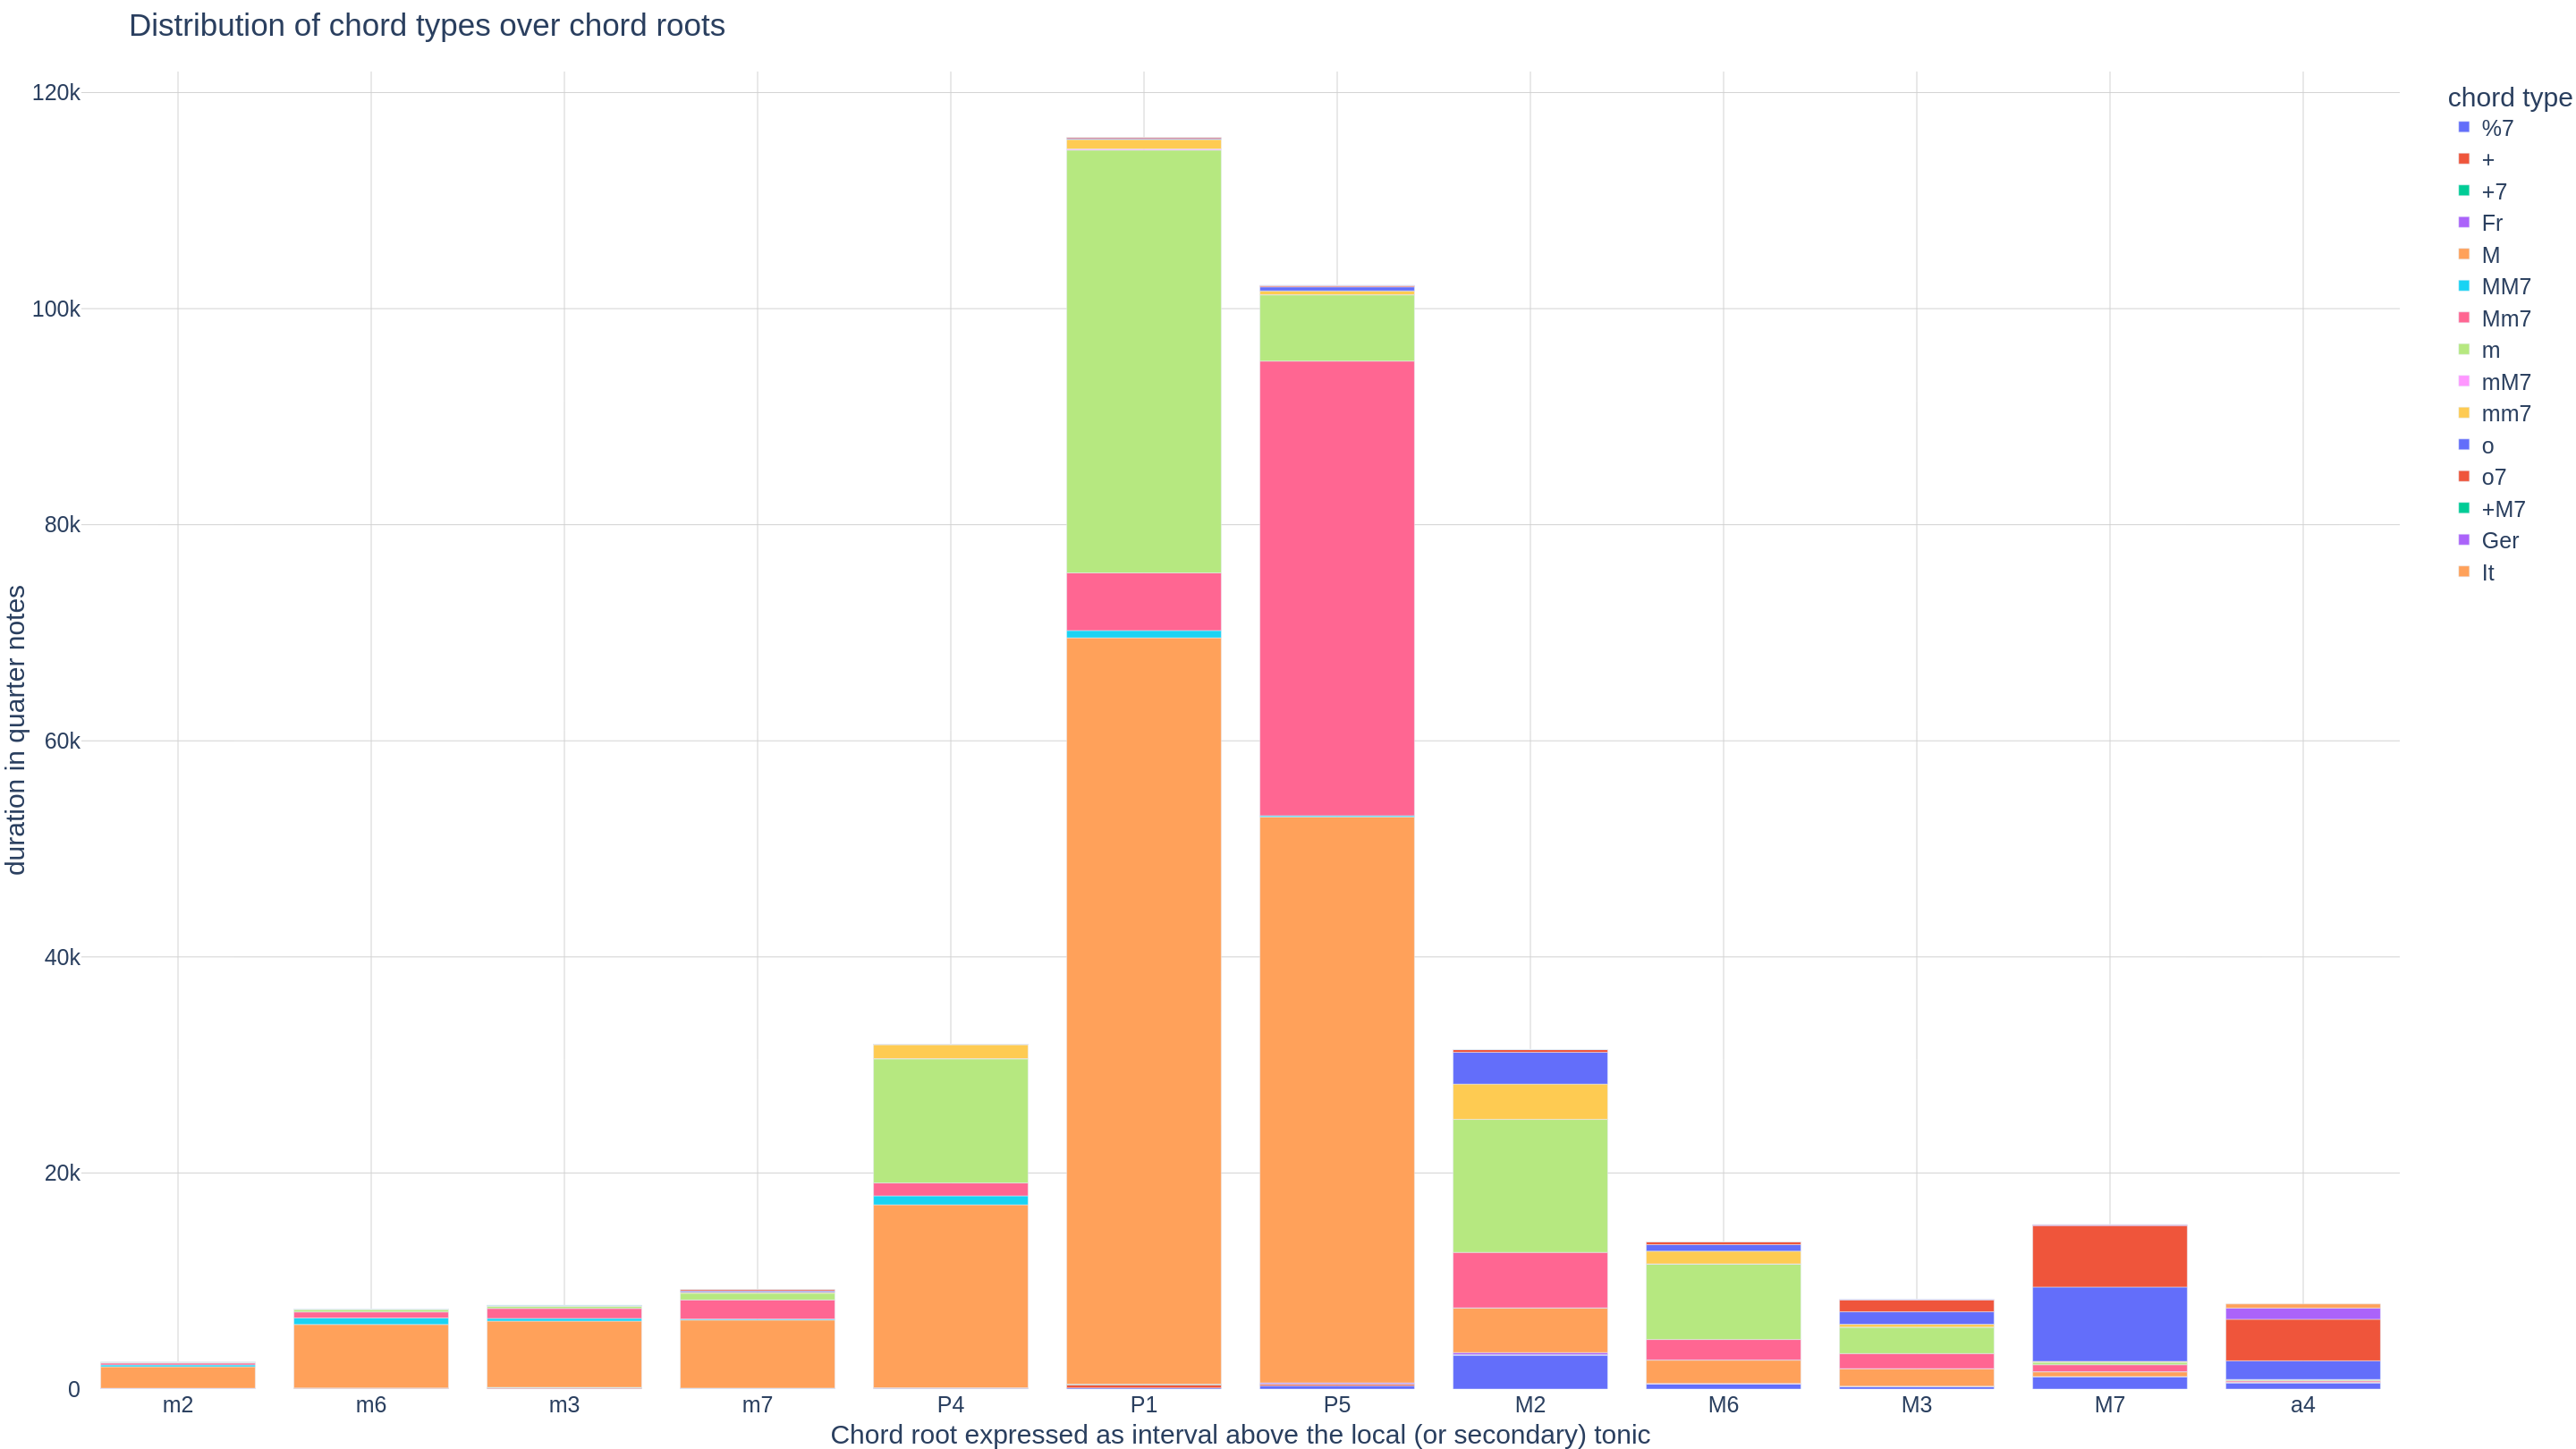 Distribution of chord types over chord roots
120k
100k
80k
60k
40k
20k
0
duration in quarter notes
m2 m6 m3 m7 P4 P1 P5 M2 M6 M3 M7 a4
Chord root expressed as interval above the local (or secondary) tonic
chord type
%7
+
+7
Fr
M
MM7
Mm7
m
mM7
mm7
o
o7
+M7
Ger
It